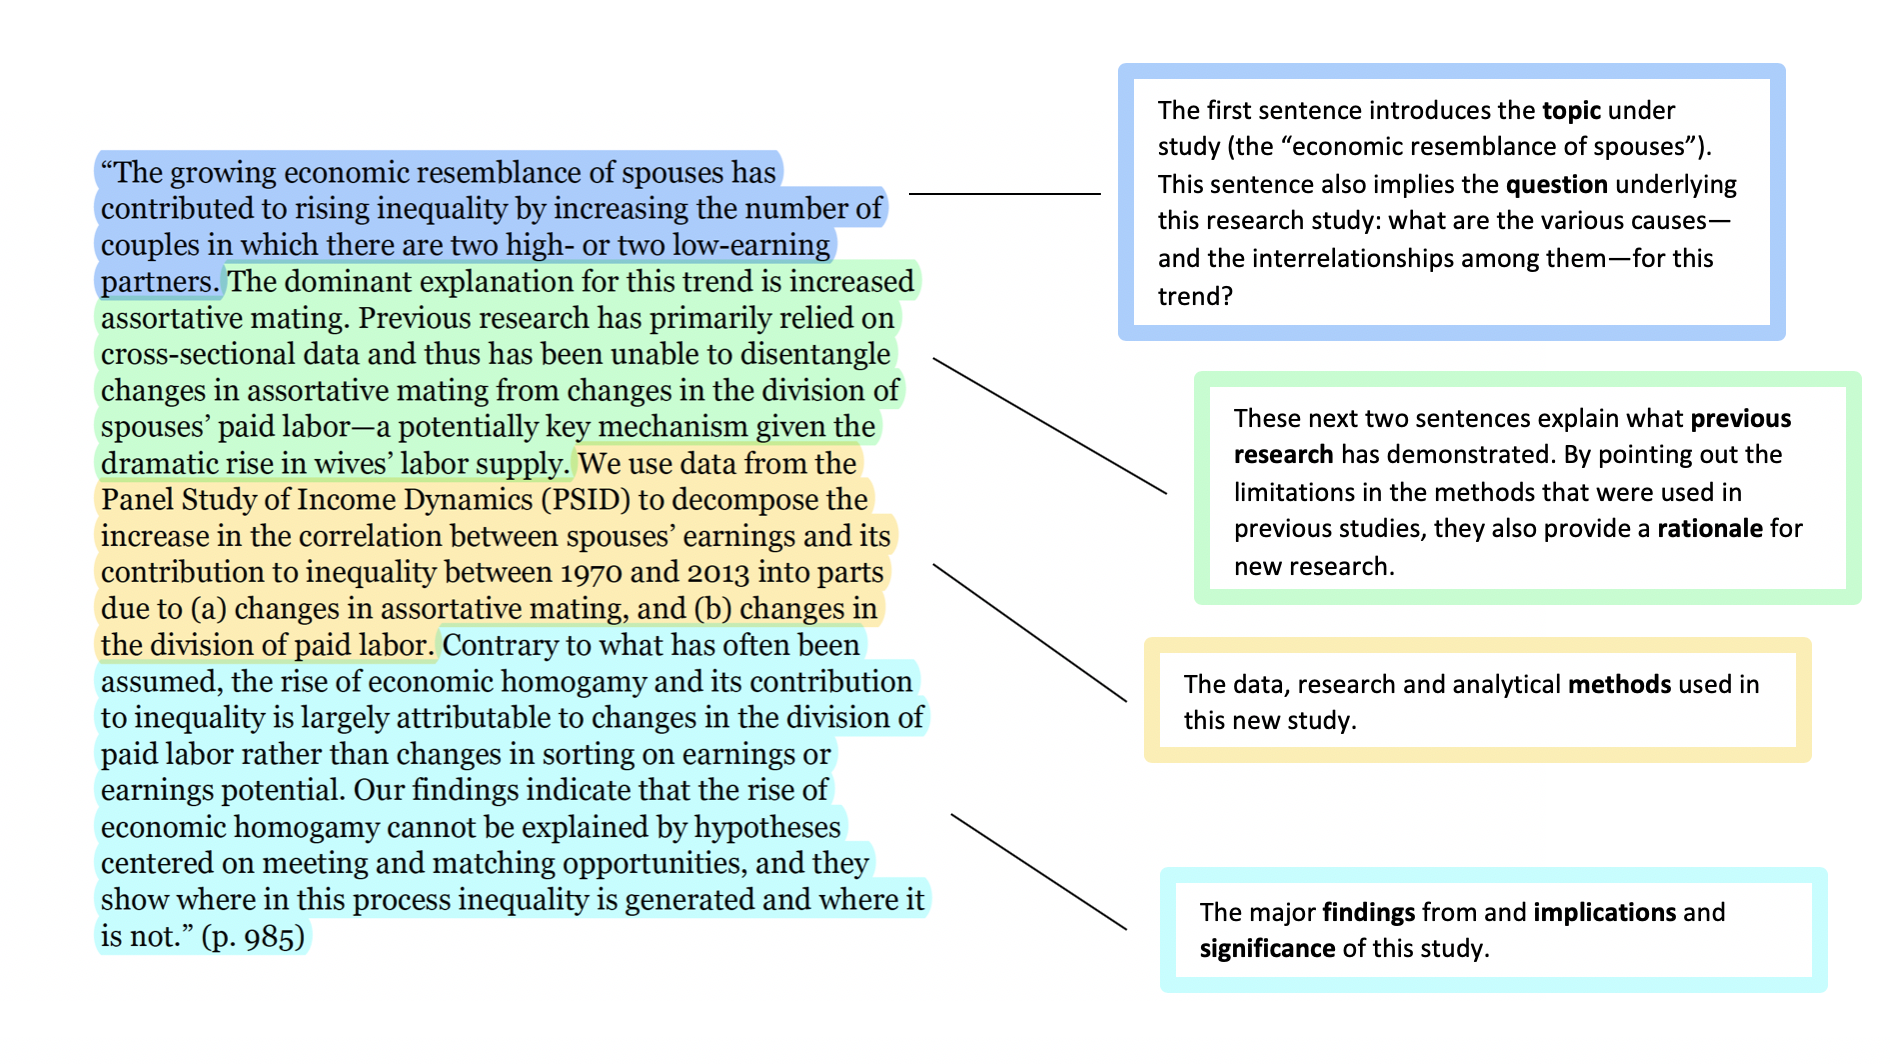 “The growing economic resemblance of spouses has
contributed to rising inequality by increasing the number of
couples in which there are two high- or two low-earning
partners. The dominant explanation for this trend is increased
assortative mating. Previous research has primarily relied on
cross-sectional data and thus has been unable to disentangle
changes in assortative mating from changes in the division of
spouses’ paid labor—a potentially key mechanism given the
dramatic rise in wives’ labor supply. We use data from the
Panel Study of Income Dynamics (PSID) to decompose the
increase in the correlation between spouses’ earnings and its
contribution to inequality between 1970 and 2013 into parts
due to (a) changes in assortative mating, and (b) changes in
the division of paid labor. Contrary to what has often been
assumed, the rise of economic homogamy and its contribution
to inequality is largely attributable to changes in the division of
paid labor rather than changes in sorting on earnings or
earnings potential. Our findings indicate that the rise of
economic homogamy cannot be explained by hypotheses
centered on meeting and matching opportunities, and they
show where in this process inequality is generated and where it
is not.” (p. 985)
The first sentence introduces the topic under
study (the “economic resemblance of spouses”).
This sentence also implies the question underlying
this research study: what are the various causes—
and the interrelationships among them—for this
trend?
These next two sentences explain what previous
research has demonstrated. By pointing out the
limitations in the methods that were used in
previous studies, they also provide a rationale for
new research.
The data, research and analytical methods used in
this new study.
The major findings from and implications and
significance of this study.